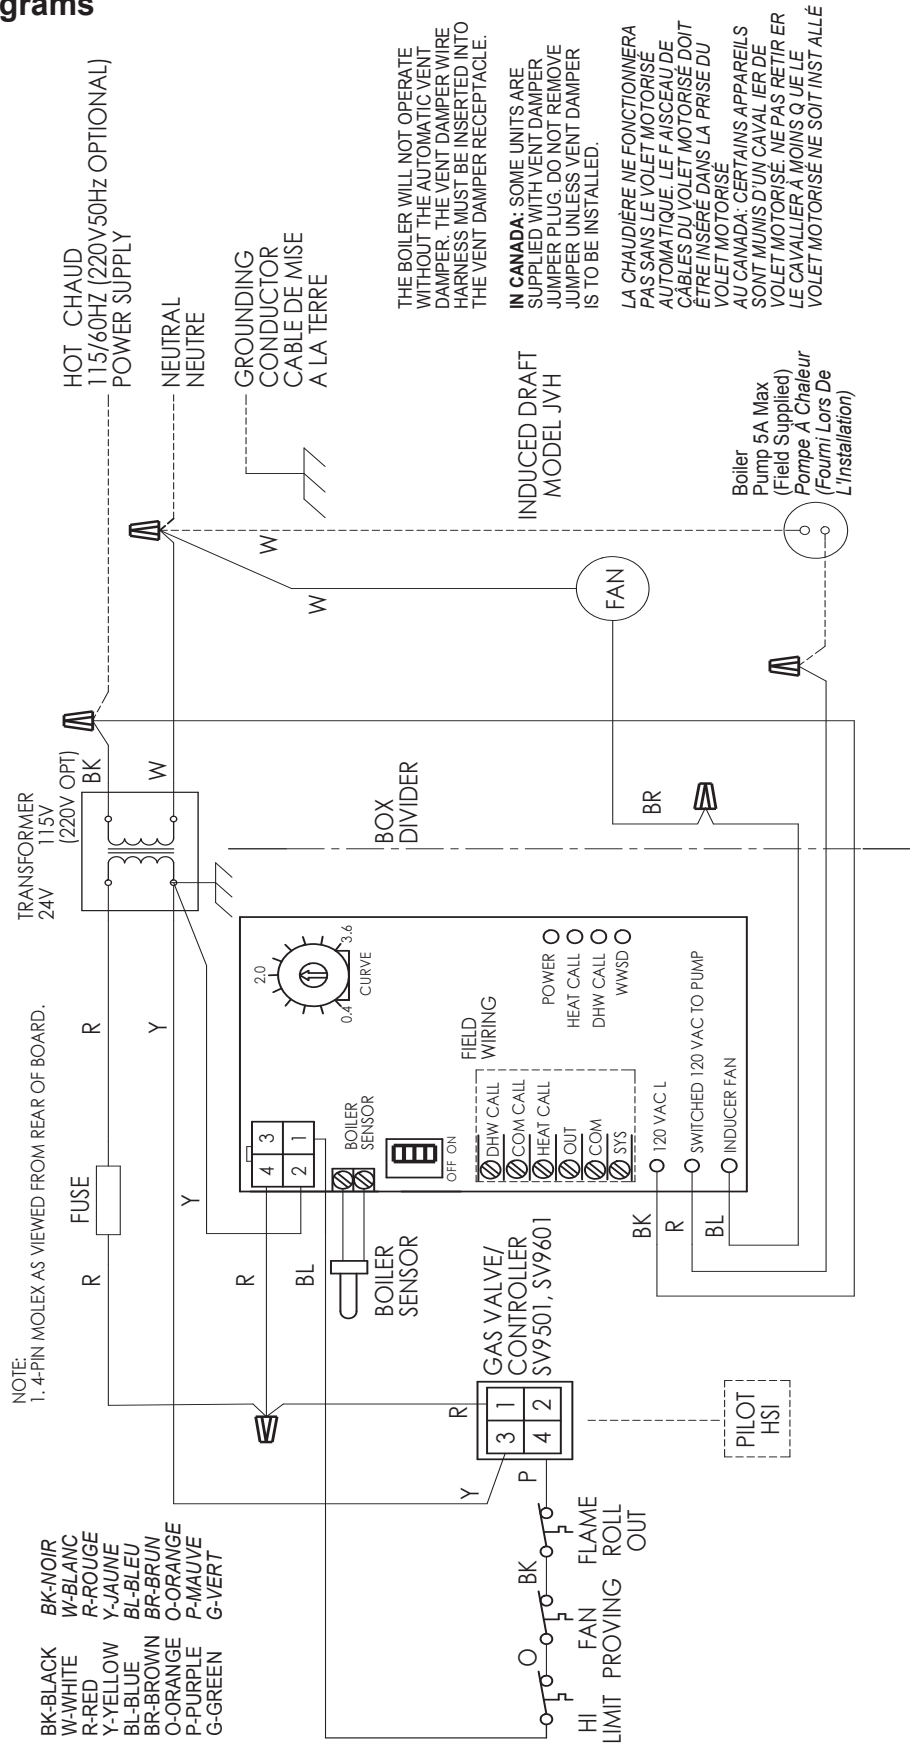 grams
NOTE:
1. 4-PIN MOLEX AS VIEWED FROM REAR OF BOARD.
BK-BLACK
W-WHITE
R-RED
Y-YELLOW
BL-BLUE
BR-BROWN
O-ORANGE
P-PURPLE
G-GREEN
BK-NOIR
W-BLANC
R-ROUGE
Y-JAUNE
BL-BLEU
BR-BRUN
O-ORANGE
P-MAUVE
G-VERT
TRANSFORMER
24V
115V
(220V OPT)
HOT CHAUD
115/60HZ (220V50Hz OPTIONAL)
POWER SUPPLY
NEUTRAL
NEUTRE
GROUNDING
CONDUCTOR
CABLE DE MISE
A LA TERRE
BK
W
R
Y
FUSE
R
Y
R
BL
W
W
2.0
0.4
3.6
CURVE
4
3
2
1
BOILER
SENSOR
OFF ON
BOILER
SENSOR
FIELD
WIRING
DHW CALL
COM CALL
HEAT CALL
OUT
COM
SYS
POWER
HEAT CALL
DHW CALL
WWSD
120 VAC L
SWITCHED 120 VAC TO PUMP
INDUCER FAN
BK
R
BL
BOX
DIVIDER
BR
FAN
INDUCED DRAFT
MODEL JVH
Boiler
Pump 5A Max
(Field Supplied)
Pompe À Chaleur
(Fourni Lors De
L'Installation)
GAS VALVE/
CONTROLLER
SV9501, SV9601
R
Y
3
1
4
2
P
PILOT
HSI
HI
LIMIT
O
FAN
PROVING
BK
FLAME
ROLL
OUT
THE BOILER WILL NOT OPERATE
WITHOUT THE AUTOMATIC VENT
DAMPER. THE VENT DAMPER WIRE
HARNESS MUST BE INSERTED INTO
THE VENT DAMPER RECEPTACLE.
IN CANADA: SOME UNITS ARE
SUPPLIED WITH VENT DAMPER
JUMPER PLUG. DO NOT REMOVE
JUMPER UNLESS VENT DAMPER
IS TO BE INSTALLED.
LA CHAUDIÈRE NE FONCTIONNERA
PAS SANS LE VOLET MOTORISÉ
AUTOMATIQUE. LE F AISCEAU DE
CÂBLES DU VOLET MOTORISÉ DOIT
ÊTRE INSÉRÉ DANS LA PRISE DU
VOLET MOTORISÉ
AU CANADA: CERTAINS APPAREILS
SONT MUNIS D'UN CAVAL IER DE
VOLET MOTORISÉ. NE PAS RETIR ER
LE CAVALLIER À MOINS Q UE LE
VOLET MOTORISÉ NE SOIT INST ALLÉ